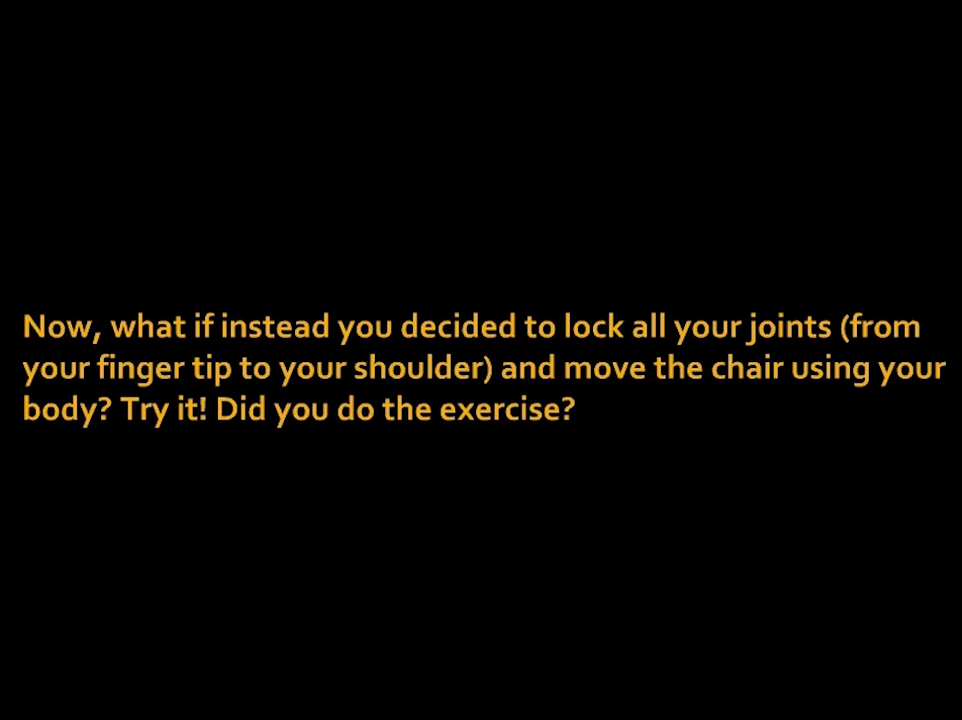 Now, what if instead you decided to lock all your joints (from
your finger tip to your shoulder) and move the chair using your
body? Try it! Did you do the exercise?